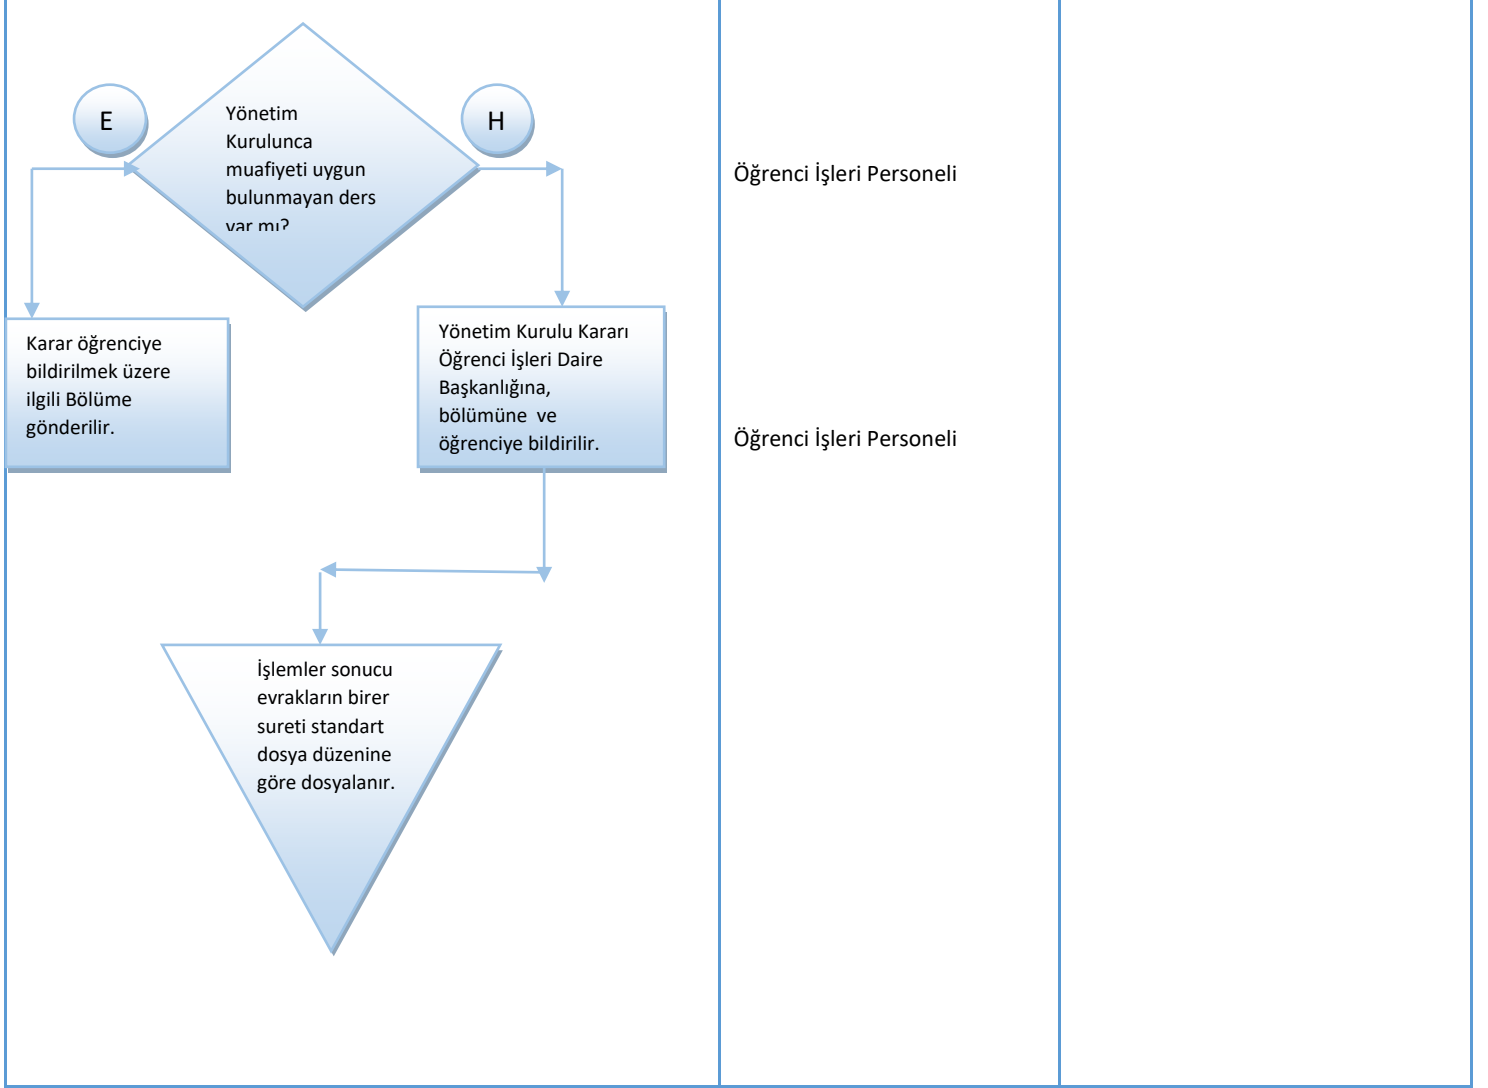 E
Yönetim
Kurulunca
muafiyeti uygun
bulunmayan ders
var mı?
H
Öğrenci İşleri Personeli
Karar öğrenciye
bildirilmek üzere
ilgili Bölüme
gönderilir.
Yönetim Kurulu Kararı
Öğrenci İşleri Daire
Başkanlığına,
bölümüne ve
öğrenciye bildirilir.
Öğrenci İşleri Personeli
İşlemler sonucu
evrakların birer
sureti standart
dosya düzenine
göre dosyalanır.